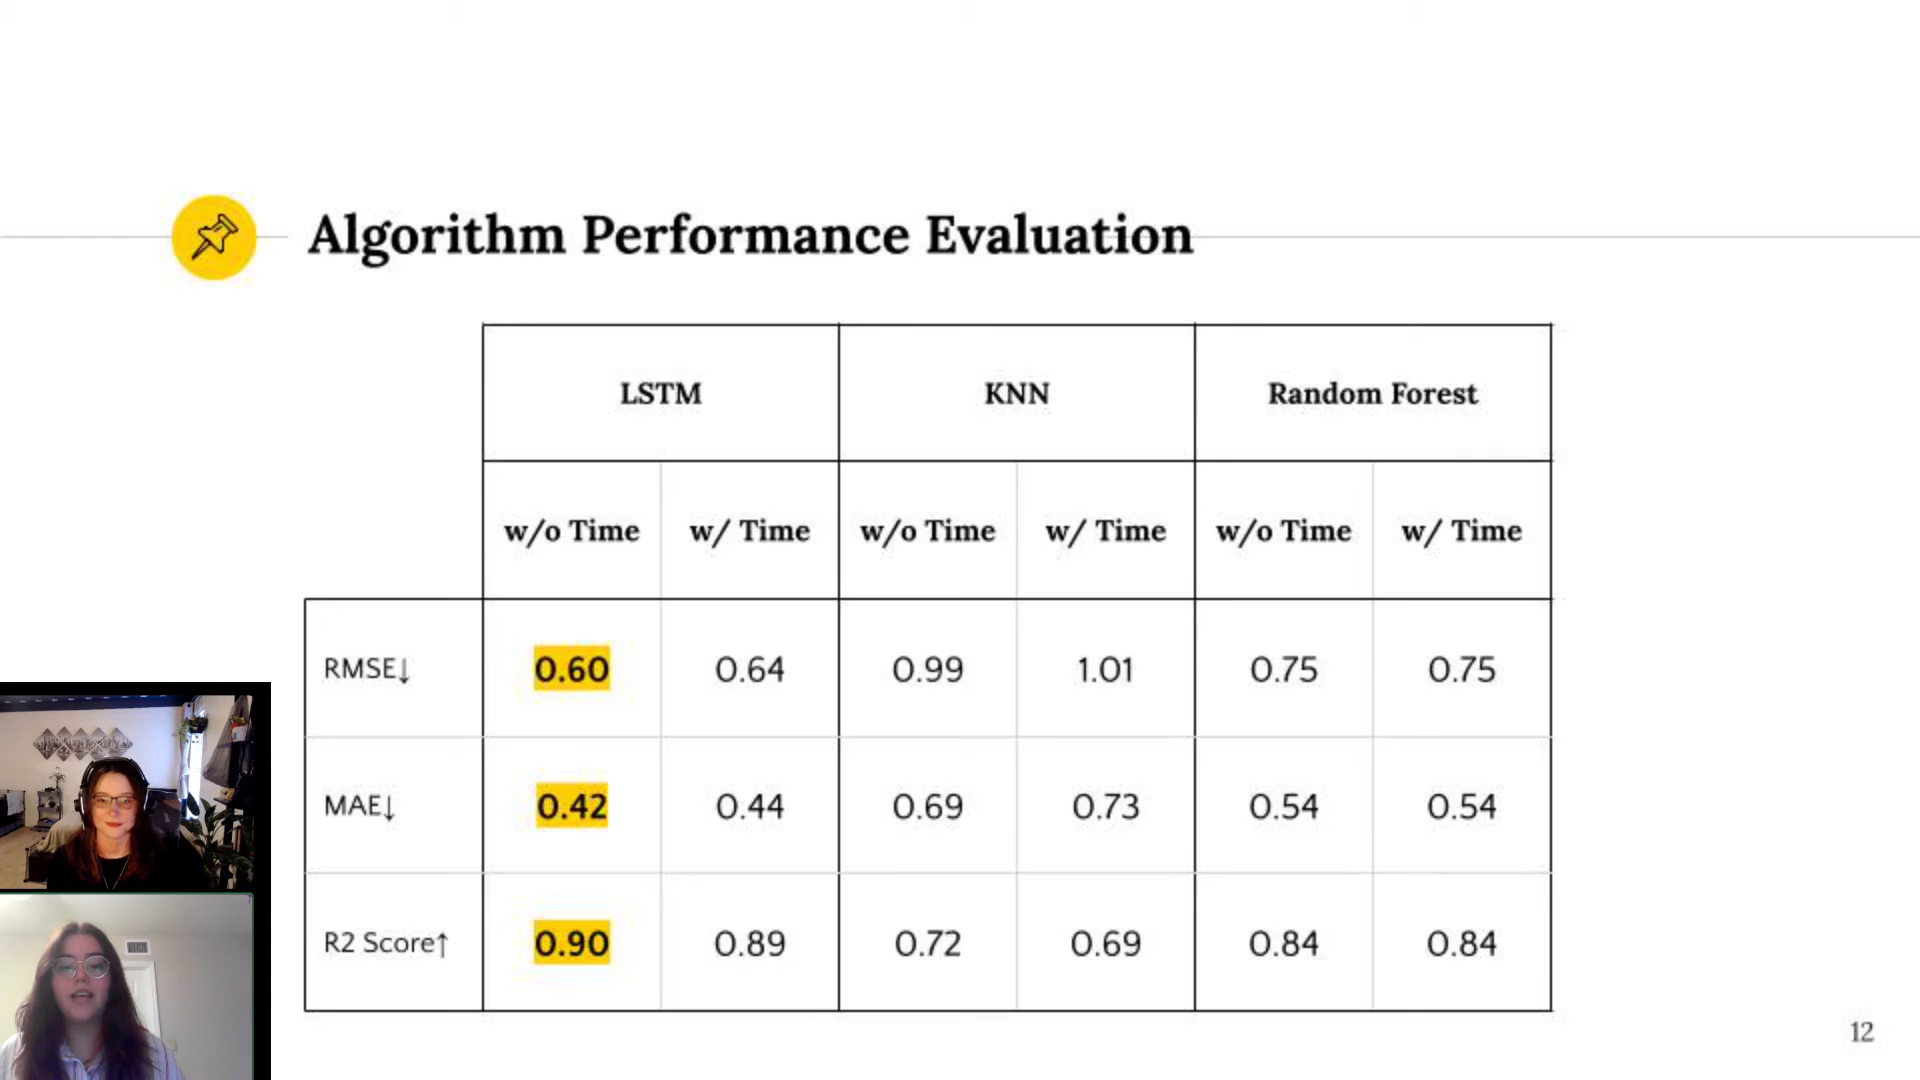 Algorithm Performance Evaluation
LSTM KNN Random Forest
w/o Time w/ Time w/o Time w/ Time w/o Time w/ Time
RMSE↓ 0.60 0.64 0.99 1.01 0.75 0.75
MAE↓ 0.42 0.44 0.69 0.73 0.54 0.54
R2 Score↑ 0.90 0.89 0.72 0.69 0.84 0.84
12